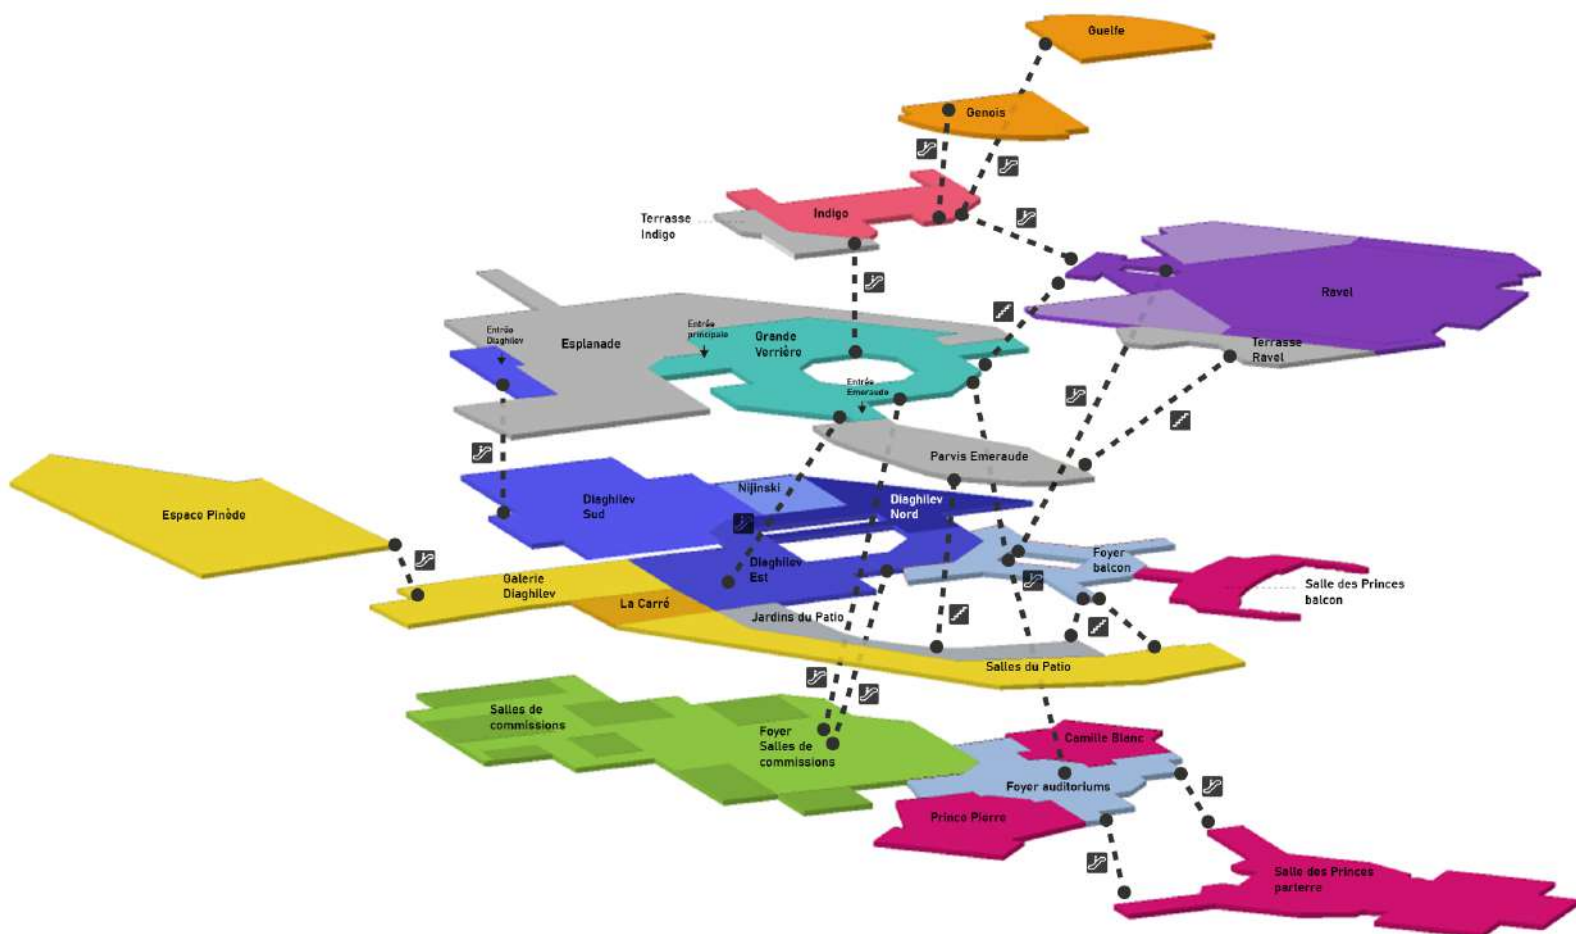 Guelfe
Genois
Indigo
Terrasse
Indigo
Ravel
Terrasse
Ravel
Entrée
Diaghilev
Esplanade
Entrée
principale
Grande
Verrière
Entrée
Emeraude
Parvis Emeraude
Espace Pinède
Diaghilev
Sud
Nijinski
Diaghilev
Nord
Diaghilev
Est
Foyer
balcon
Salle des Princes
balcon
Galerie
Diaghilev
La Carré
Jardins du Patio
Salles du Patio
Salles de
commissions
Foyer
Salles de
commissions
Camille Blanc
Foyer auditoriums
Prince Pierre
Salle des Princes
parterre